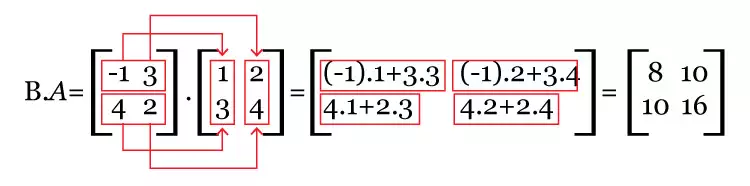 B.A= [-1 3] . [1 2] = [(-1).1+3.3 (-1).2+3.4] = [8 10]
[4 2] [3 4] [4.1+2.3 4.2+2.4] [10 16]